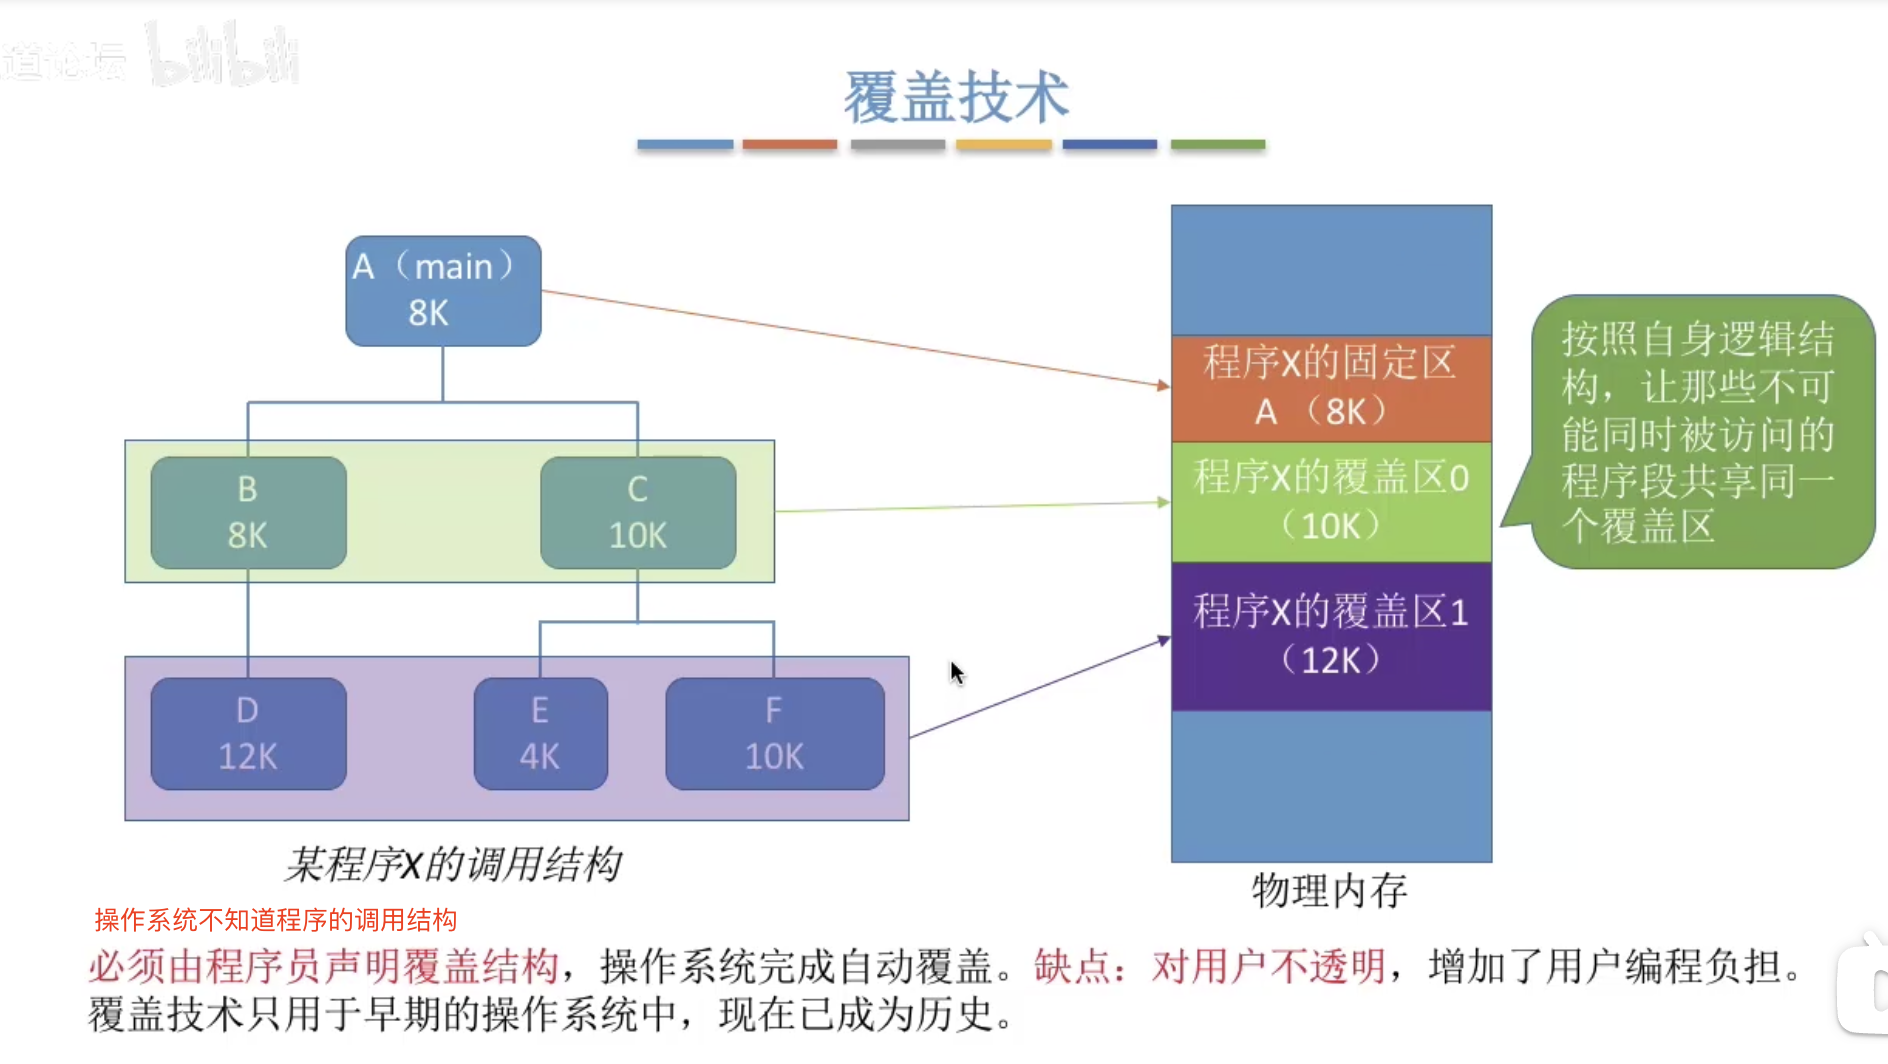 道论坛 bilibili
覆盖技术
A（main）
8K
B
8K
C
10K
D
12K
E
4K
F
10K
某程序X的调用结构
程序X的固定区
A （8K）
程序X的覆盖区0
（10K）
程序X的覆盖区1
（12K）
物理内存
按照自身逻辑结
构，让那些不可
能同时被访问的
程序段共享同一
个覆盖区
操作系统不知道程序的调用结构
必须由程序员声明覆盖结构，操作系统完成自动覆盖。缺点：对用户不透明，增加了用户编程负担。
覆盖技术只用于早期的操作系统中，现在已成为历史。